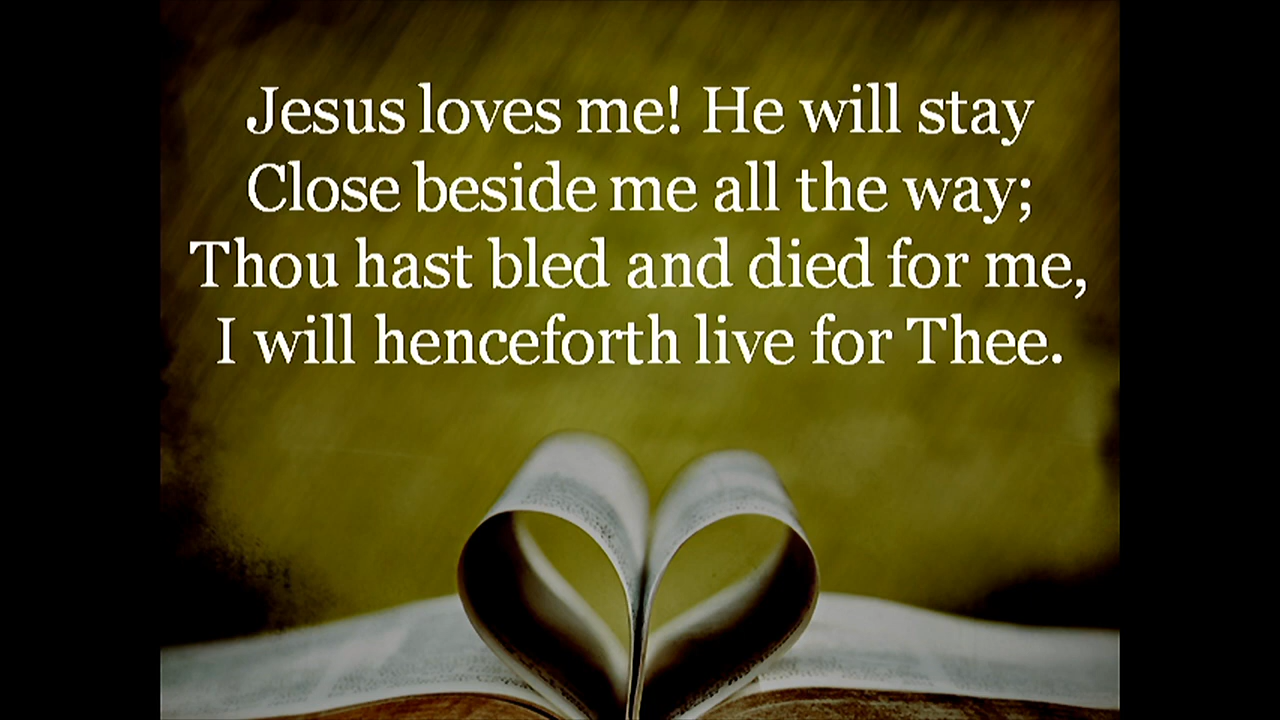 Jesus loves me! He will stay
Close beside me all the way;
Thou hast bled and died for me,
I will henceforth live for Thee.